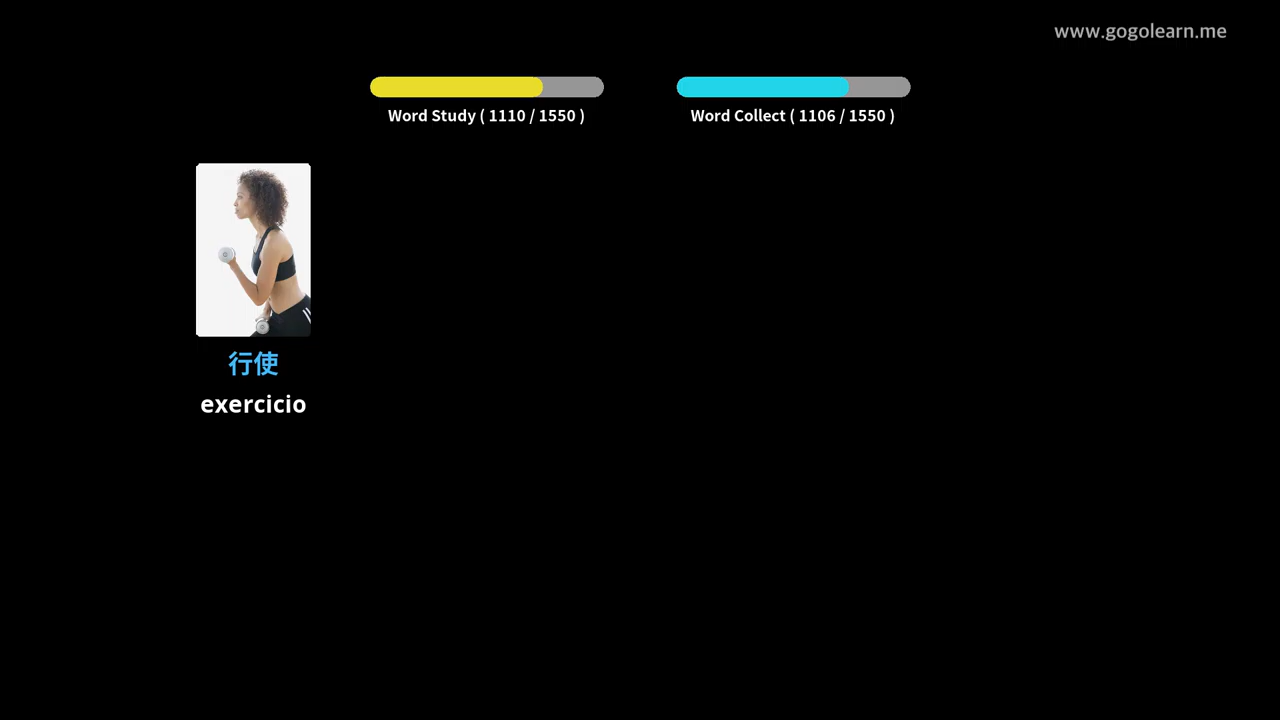 www.gogolearn.me
Word Study ( 1110 / 1550 )
Word Collect ( 1106 / 1550 )
行使
exercicio